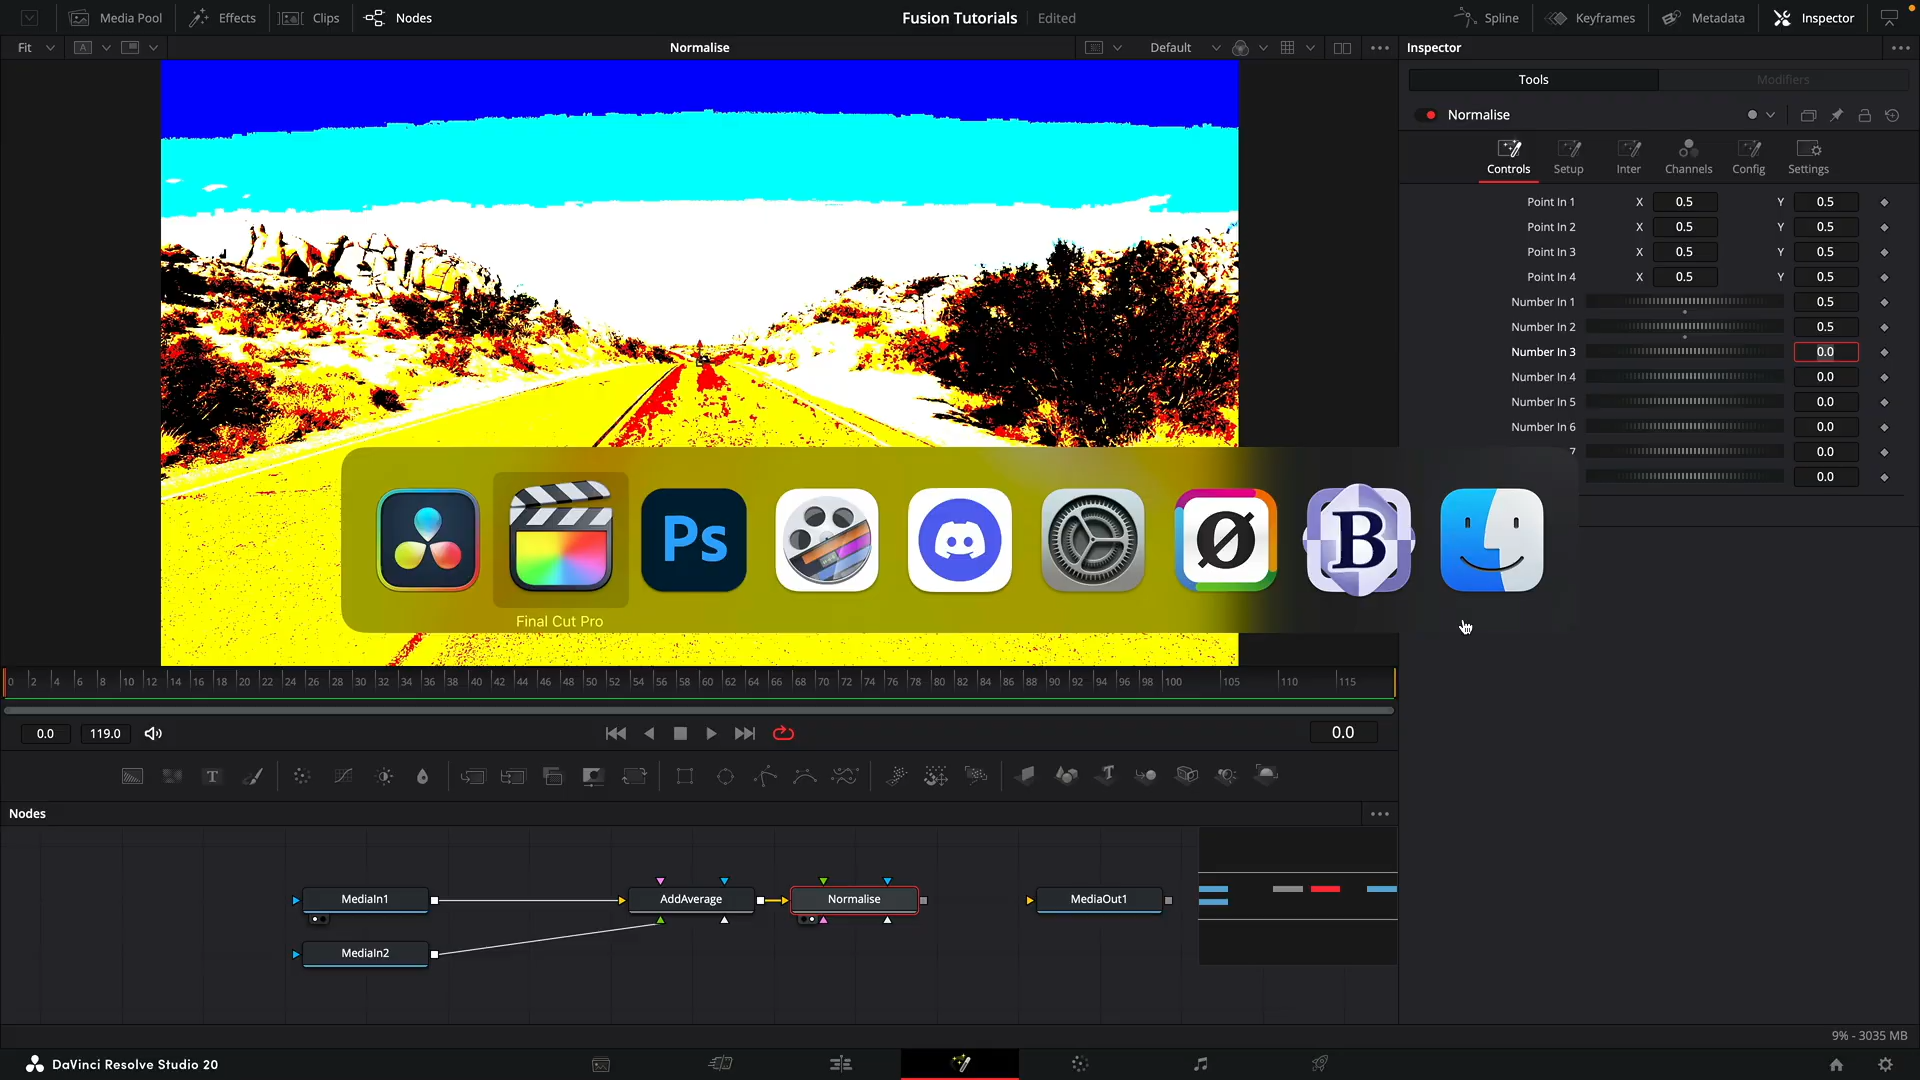 Media Pool Effects Clips Nodes Fusion Tutorials Edited Spline Keyframes Metadata Inspector
Fit A Normalise Default Inspector
Tools Modifiers
Normalise
Controls Setup Inter Channels Config Settings
Point In 1 X 0.5 Y 0.5
Point In 2 X 0.5 Y 0.5
Point In 3 X 0.5 Y 0.5
Point In 4 X 0.5 Y 0.5
Number In 1 0.5
Number In 2 0.5
Number In 3 0.0
Number In 4 0.0
Number In 5 0.0
Number In 6 0.0
7 0.0
0.0
Ps Ø B
Final Cut Pro
0 2 4 6 8 10 12 14 16 18 20 22 24 26 28 30 32 34 36 38 40 42 44 46 48 50 52 54 56 58 60 62 64 66 68 70 72 74 76 78 80 82 84 86 88 90 92 94 96 98 100 105 110 115
0.0 119.0 0.0
T T
Nodes
MediaIn1 AddAverage Normalise MediaOut1
MediaIn2
9% - 3035 MB
DaVinci Resolve Studio 20